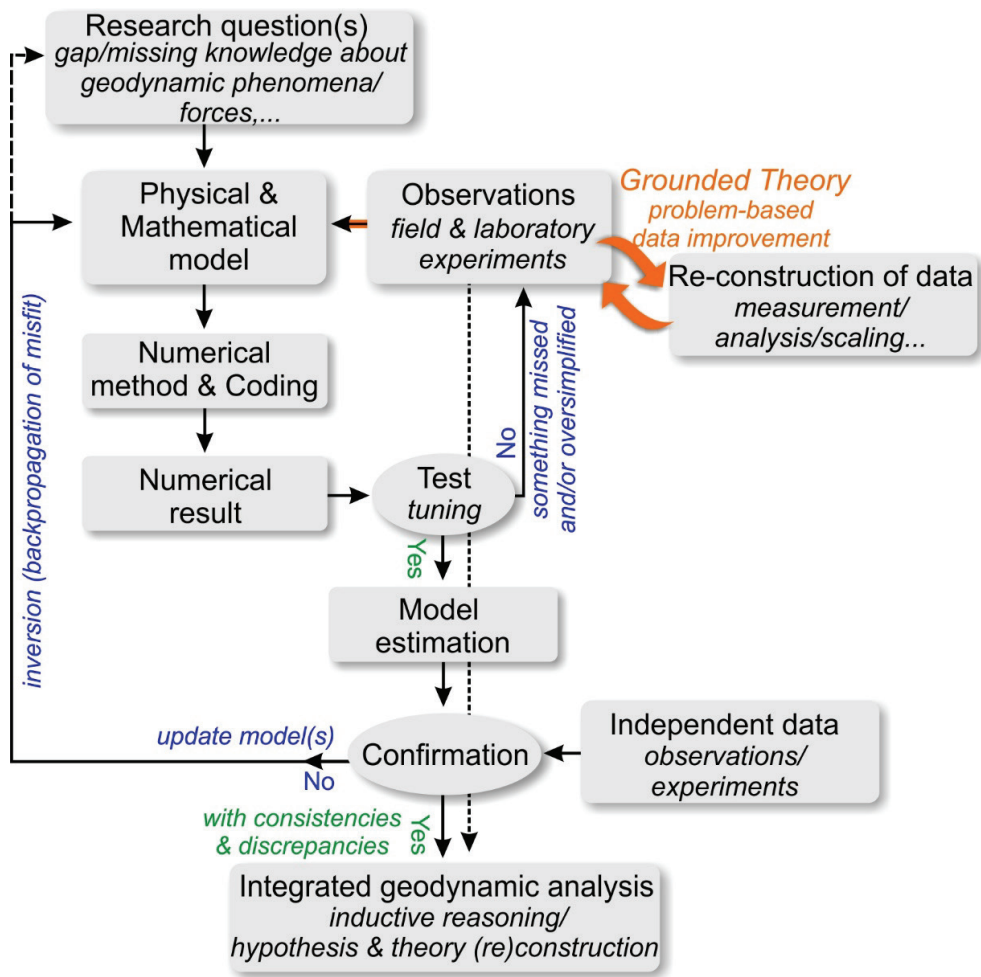 Research question(s)
gap/missing knowledge about
geodynamic phenomena/
forces,...
Physical &
Mathematical
model
Observations
field & laboratory
experiments
Grounded Theory
problem-based
data improvement
Re-construction of data
measurement/
analysis/scaling...
Numerical
method & Coding
inversion (backpropagation of misfit)
No
something missed
and/or oversimplified
Numerical
result
Test
tuning
Yes
Model
estimation
update model(s)
No
Confirmation
Independent data
observations/
experiments
with consistencies
& discrepancies
Yes
Integrated geodynamic analysis
inductive reasoning/
hypothesis & theory (re)construction